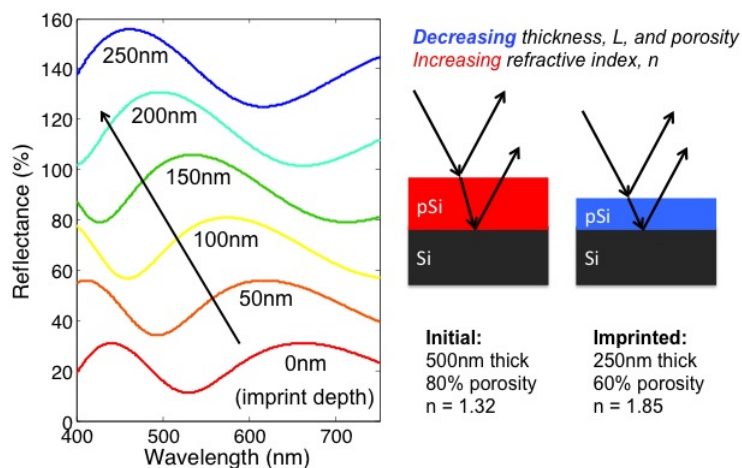 160
140
120
100
80
60
40
20
0
Reflectance (%)
250nm
200nm
150nm
100nm
50nm
0nm
(imprint depth)
400 500 600 700
Wavelength (nm)
Decreasing thickness, L, and porosity
Increasing refractive index, n
pSi
Si
pSi
Si
Initial:
500nm thick
80% porosity
n = 1.32
Imprinted:
250nm thick
60% porosity
n = 1.85